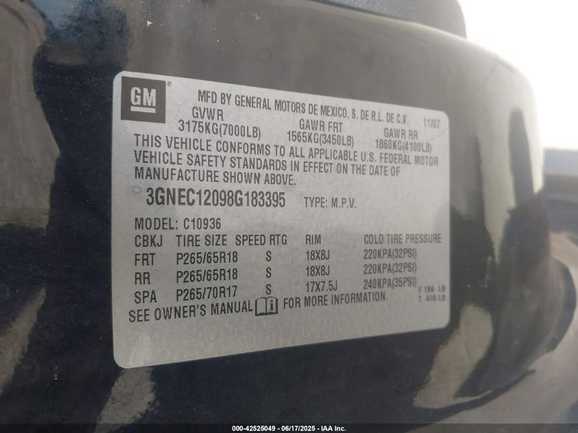 GM
MFD BY GENERAL MOTORS DE MEXICO, S. DE R.L. DE C.V.
GVWR GAWR FRT GAWR RR 11/07
3175KG(7000LB) 1565KG(3450LB) 1860KG(4100LB)
THIS VEHICLE CONFORMS TO ALL APPLICABLE U.S. FEDERAL MOTOR
VEHICLE SAFETY STANDARDS IN EFFECT ON THE DATE OF
MANUFACTURE SHOWN ABOVE.
3GNEC12098G183395 TYPE: M.P.V.
MODEL: C10936
CBKJ TIRE SIZE SPEED RTG RIM COLD TIRE PRESSURE
FRT P265/65R18 S 18X8J 220KPA(32PSI)
RR P265/65R18 S 18X8J 220KPA(32PSI)
SPA P265/70R17 S 17X7.5J 240KPA(35PSI)
SEE OWNER'S MANUAL FOR MORE INFORMATION.
000-42525049 - 06/17/2025 - IAA Inc.